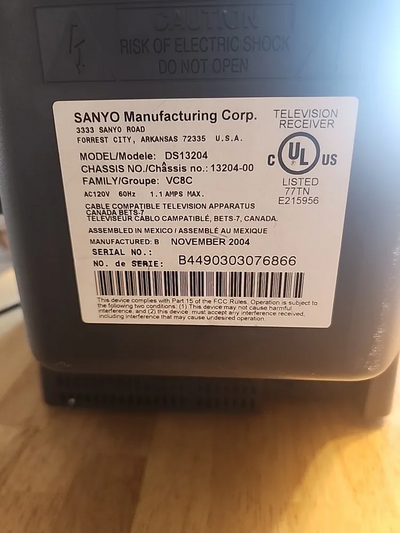 CAUTION
RISK OF ELECTRIC SHOCK
DO NOT OPEN
SANYO Manufacturing Corp.
3333 SANYO ROAD
FORREST CITY, ARKANSAS 72335 U.S.A.
TELEVISION
RECEIVER
MODEL/Modele: DS13204
CHASSIS NO./Châssis no.: 13204-00
FAMILY/Groupe: VC8C
AC120V 60Hz 1.1 AMPS MAX.
C UL US
LISTED
77TN
E215956
CABLE COMPATIBLE TELEVISION APPARATUS
CANADA BETS-7
TELEVISEUR CABLO CAMPATIBLÉ, BETS-7, CANADA.
ASSEMBLED IN MEXICO / ASSEMBLÉ AU MEXIQUE
MANUFACTURED: B NOVEMBER 2004
SERIAL NO.:
NO. de SERIE: B4490303076866
This device complies with Part 15 of the FCC Rules. Operation is subject to
the following two conditions: (1) This device may not cause harmful
interference, and (2) this device must accept any interference received,
including interference that may cause undesired operation.